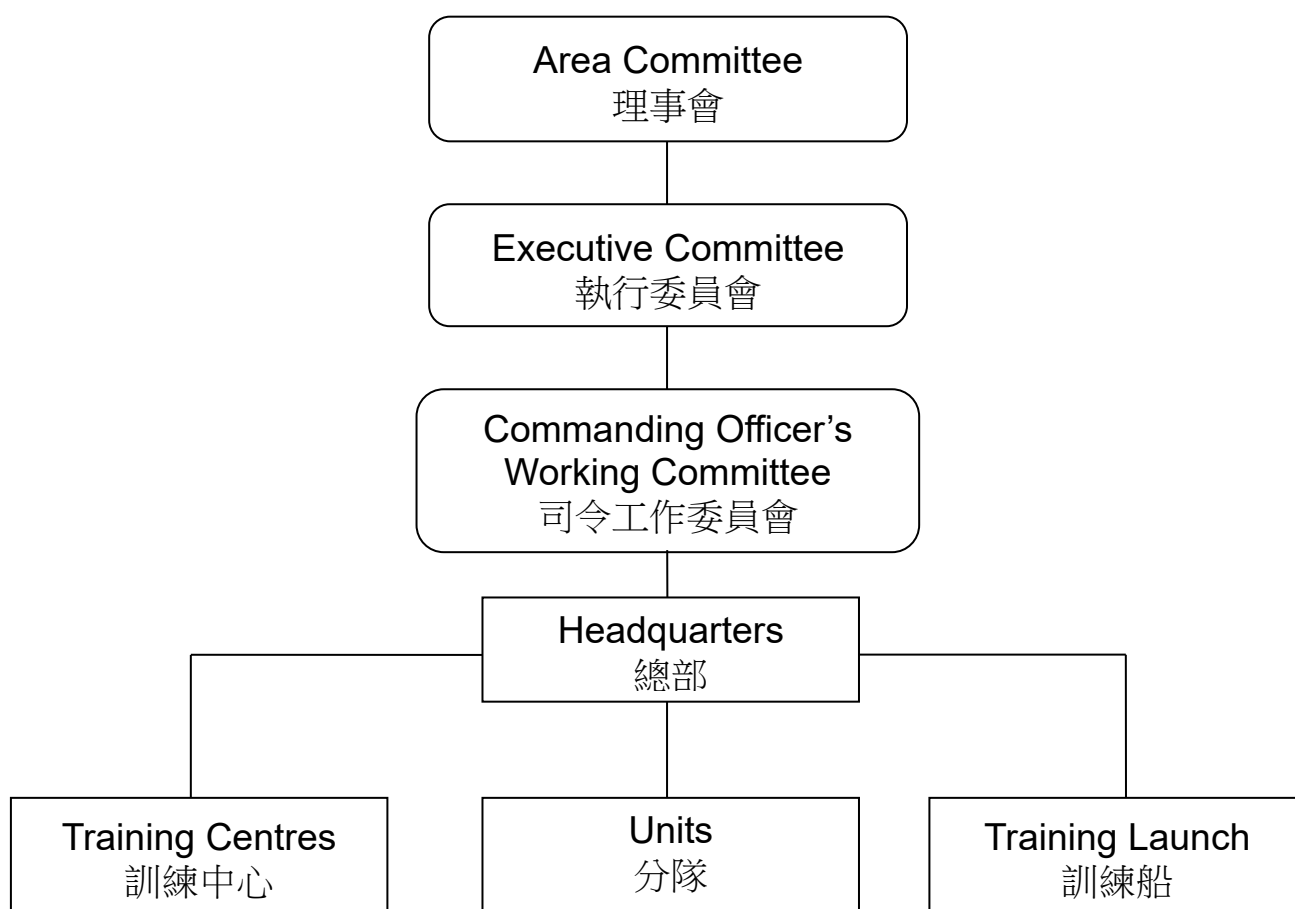 Area Committee
理事會
Executive Committee
執行委員會
Commanding Officer’s
Working Committee
司令工作委員會
Headquarters
總部
Training Centres
訓練中心
Units
分隊
Training Launch
訓練船